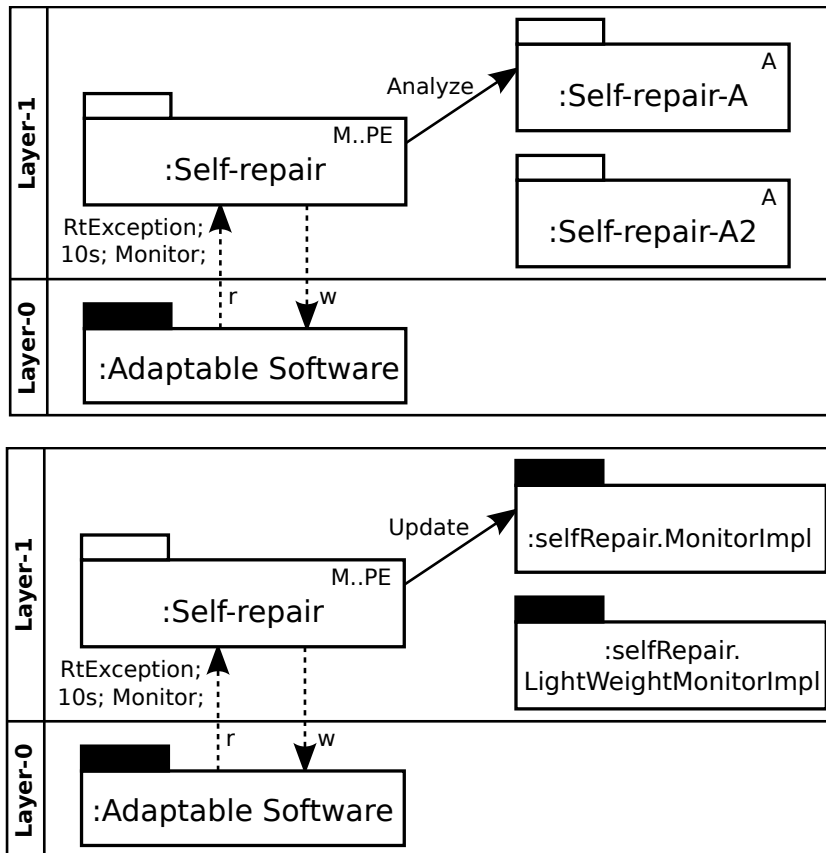 Layer-1
Analyze
A
:Self-repair-A
M..PE
:Self-repair
A
:Self-repair-A2
RtException;
10s; Monitor;
r
w
Layer-0
:Adaptable Software
Layer-1
Update
:selfRepair.MonitorImpl
M..PE
:Self-repair
:selfRepair.
LightWeightMonitorImpl
RtException;
10s; Monitor;
r
w
Layer-0
:Adaptable Software